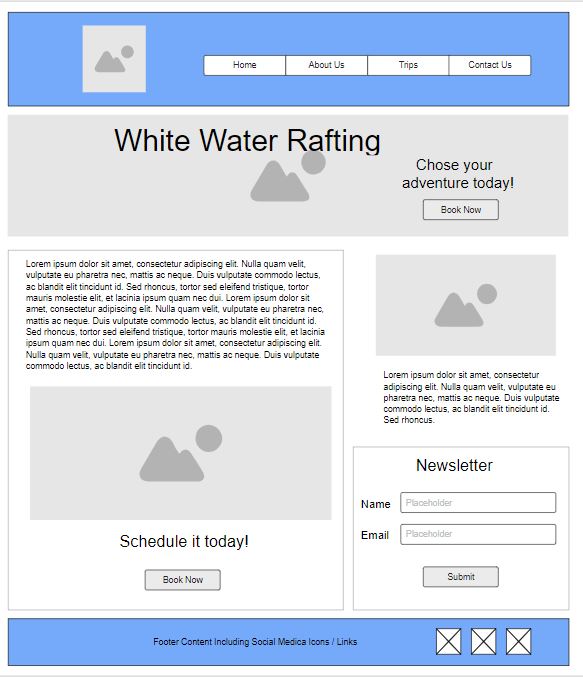 Home
About Us
Trips
Contact Us
White Water Rafting
Chose your
adventure today!
Book Now
Lorem ipsum dolor sit amet, consectetur adipiscing elit. Nulla quam velit,
vulputate eu pharetra nec, mattis ac neque. Duis vulputate commodo lectus,
ac blandit elit tincidunt id. Sed rhoncus, tortor sed eleifend tristique, tortor
mauris molestie elit, et lacinia ipsum quam nec dui. Lorem ipsum dolor sit
amet, consectetur adipiscing elit. Nulla quam velit, vulputate eu pharetra nec,
mattis ac neque. Duis vulputate commodo lectus, ac blandit elit tincidunt id.
Sed rhoncus, tortor sed eleifend tristique, tortor mauris molestie elit, et lacinia
ipsum quam nec dui. Lorem ipsum dolor sit amet, consectetur adipiscing elit.
Nulla quam velit, vulputate eu pharetra nec, mattis ac neque. Duis vulputate
commodo lectus, ac blandit elit tincidunt id.
Schedule it today!
Book Now
Lorem ipsum dolor sit amet, consectetur
adipiscing elit. Nulla quam velit, vulputate eu
pharetra nec, mattis ac neque. Duis vulputate
commodo lectus, ac blandit elit tincidunt id.
Sed rhoncus.
Newsletter
Name
Placeholder
Email
Placeholder
Submit
Footer Content Including Social Medica Icons / Links